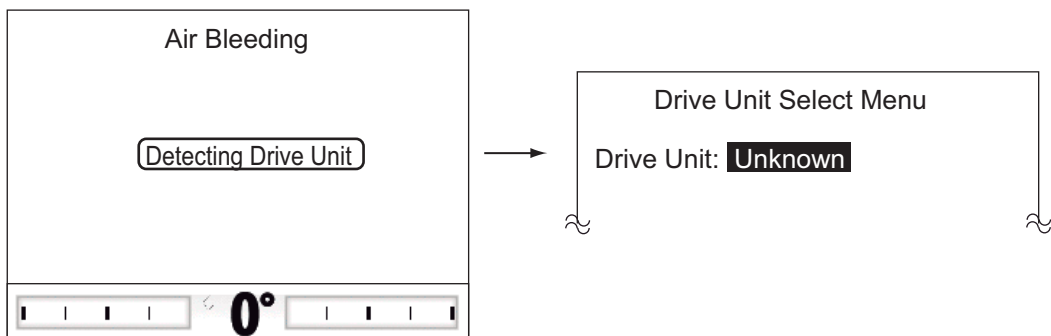 Air Bleeding
Detecting Drive Unit
0°
Drive Unit Select Menu
Drive Unit: Unknown